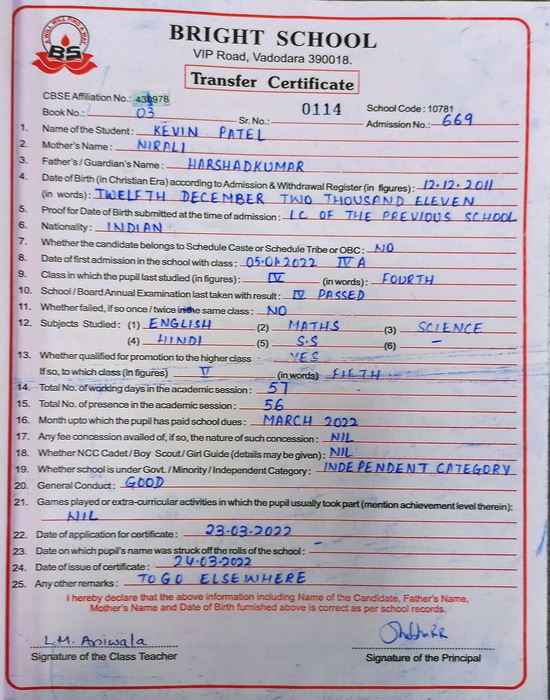 A WILL WILL FIND A WAY
BS
BRIGHT SCHOOL
VIP Road, Vadodara 390018.
Transfer Certificate
CBSE Affiliation No.: 430978
Book No.: 03 Sr. No.: 0114 School Code : 10781
Admission No.: 669
1. Name of the Student : KEVIN PATEL
2. Mother's Name : NIRALI
3. Father's / Guardian's Name : HARSHADKUMAR
4. Date of Birth (in Christian Era) according to Admission & Withdrawal Register (in figures) : 12.12.2011
(in words) : TWELFTH DECEMBER TWO THOUSAND ELEVEN
5. Proof for Date of Birth submitted at the time of admission : LC OF THE PREVIOUS SCHOOL
6. Nationality : INDIAN
7. Whether the candidate belongs to Schedule Caste or Schedule Tribe or OBC : NO
8. Date of first admission in the school with class : 05.01.2022 IV A
9. Class in which the pupil last studied (in figures) : IV (in words) : FOURTH
10. School / Board Annual Examination last taken with result : IV PASSED
11. Whether failed, if so once / twice in the same class : NO
12. Subjects Studied : (1) ENGLISH (2) MATHS (3) SCIENCE
(4) HINDI (5) S.S (6) -
13. Whether qualified for promotion to the higher class YES
If so, to which class (in figures) V (in words) FIFTH
14. Total No. of working days in the academic session : 57
15. Total No. of presence in the academic session : 56
16. Month upto which the pupil has paid school dues : MARCH 2022
17. Any fee concession availed of, if so, the nature of such concession : NIL
18. Whether NCC Cadet / Boy Scout / Girl Guide (details may be given) : NIL
19. Whether school is under Govt. / Minority / Independent Category : INDEPENDENT CATEGORY
20. General Conduct : GOOD
21. Games played or extra-curricular activities in which the pupil usually took part (mention achievement level therein) :
NIL
22. Date of application for certificate : 23-03-2022
23. Date on which pupil's name was struck off the rolls of the school : -
24. Date of issue of certificate : 24-03-2022
25. Any other remarks : TO GO ELSEWHERE
I hereby declare that the above information including Name of the Candidate, Father's Name,
Mother's Name and Date of Birth furnished above is correct as per school records.
L.M. Aniwala
Signature of the Class Teacher Signature of the Principal